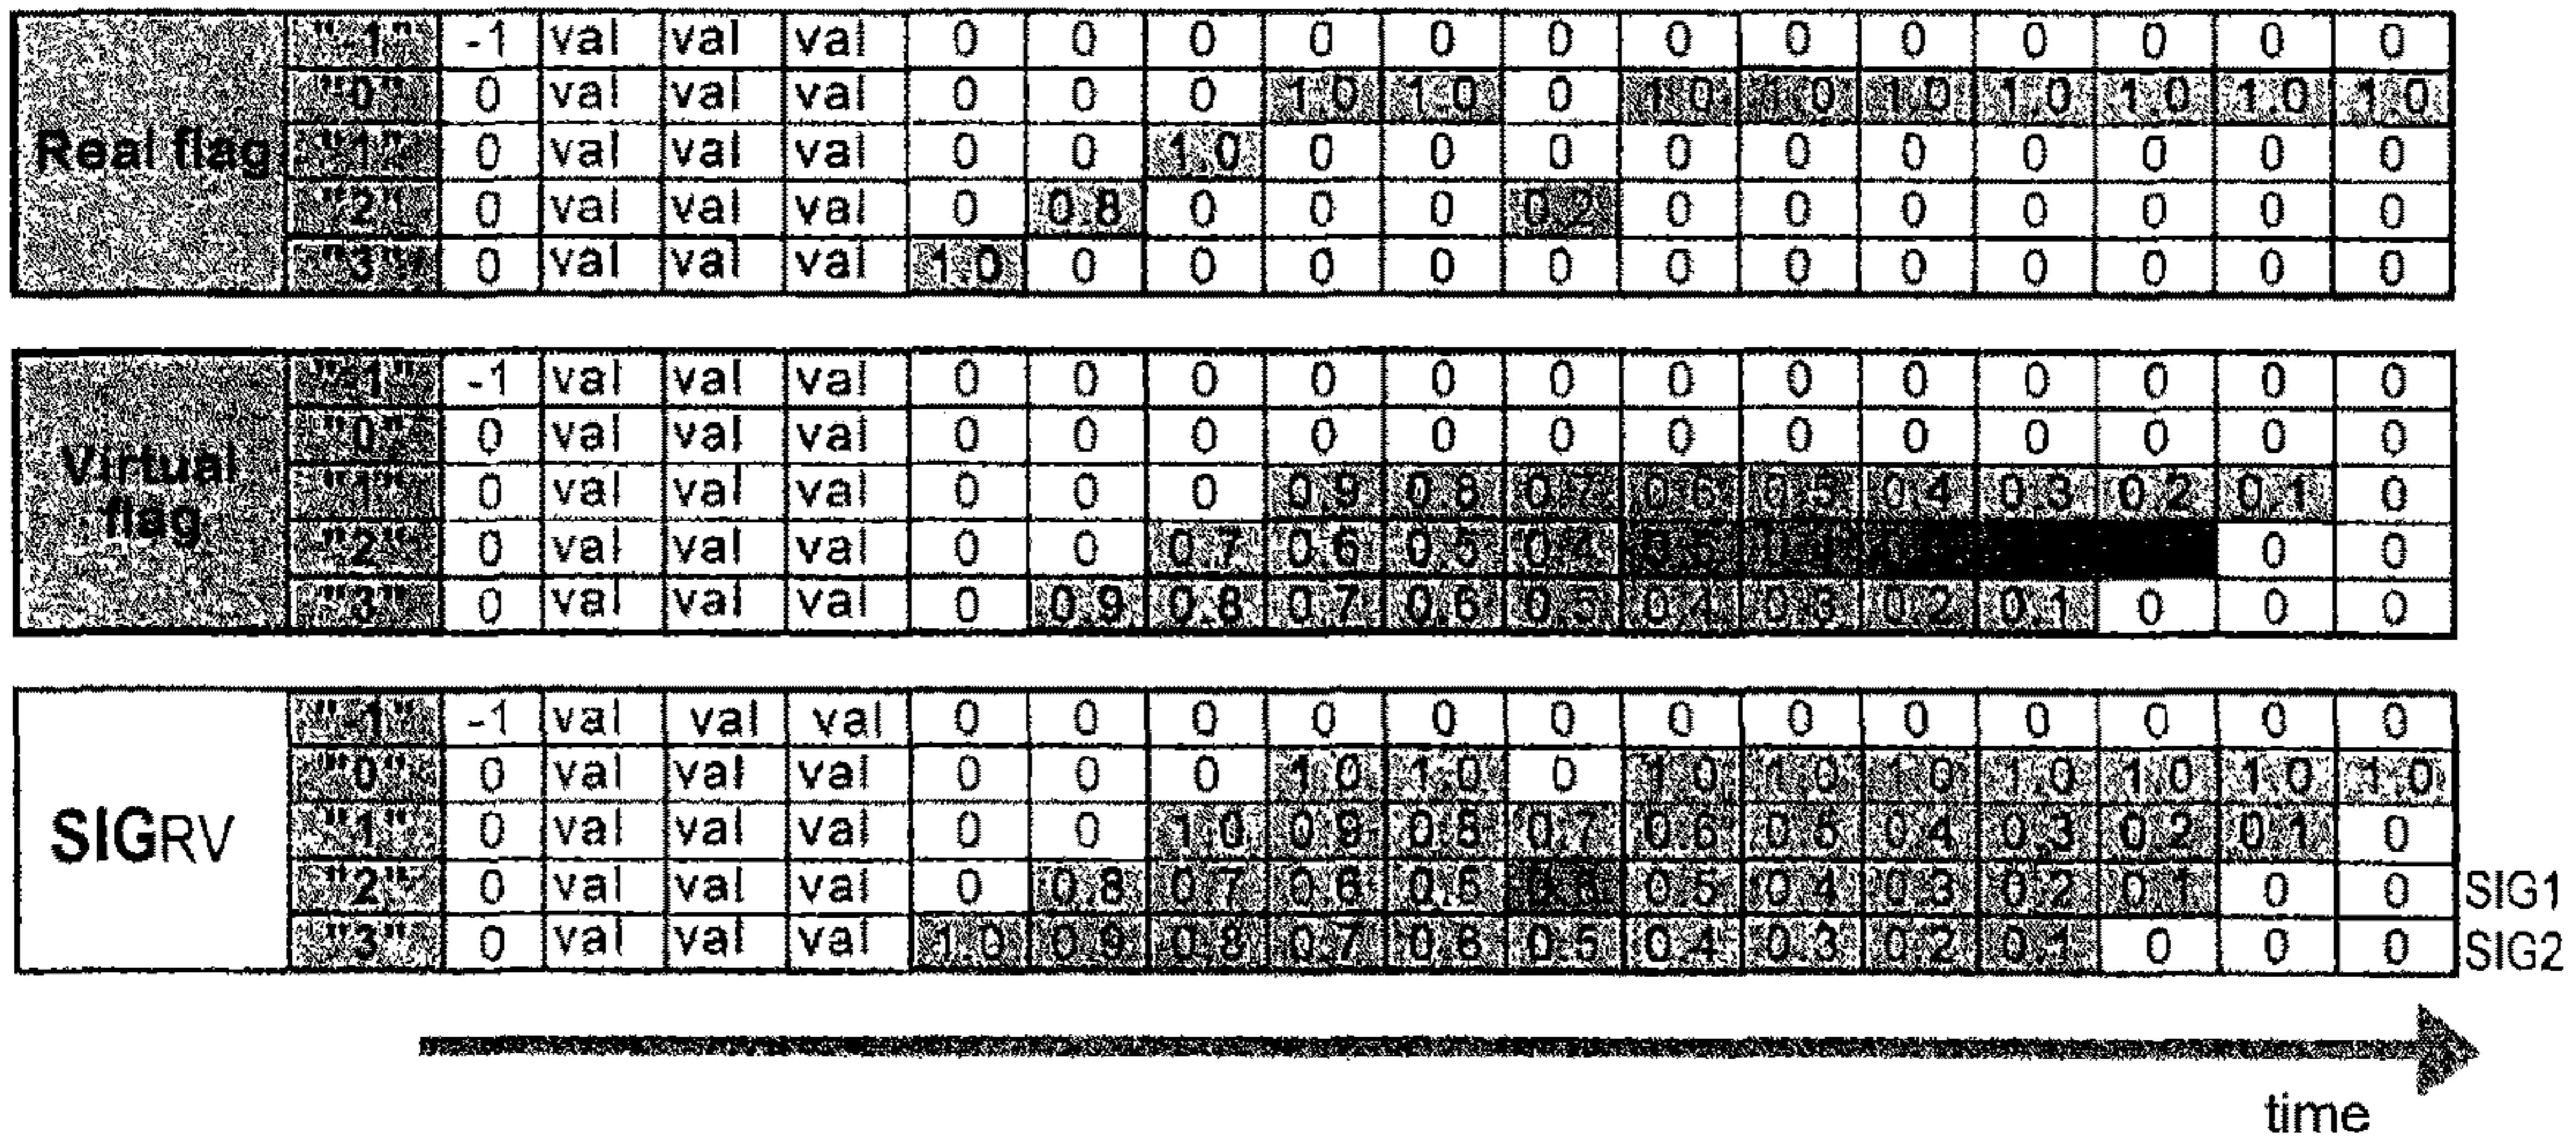 "-1" -1 val val val 0 0 0 0 0 0 0 0 0 0 0 0 0
"0" 0 val val val 0 0 0 1.0 1.0 0 1.0 1.0 1.0 1.0 1.0 1.0 1.0
Real flag "1" 0 val val val 0 0 1.0 0 0 0 0 0 0 0 0 0 0
"2" 0 val val val 0 0.8 0 0 0 0.2 0 0 0 0 0 0 0
"3" 0 val val val 1.0 0 0 0 0 0 0 0 0 0 0 0 0
"-1" -1 val val val 0 0 0 0 0 0 0 0 0 0 0 0 0
"0" 0 val val val 0 0 0 0 0 0 0 0 0 0 0 0 0
Virtual
flag
"1" 0 val val val 0 0 0 0.9 0.8 0.7 0.6 0.5 0.4 0.3 0.2 0.1 0
"2" 0 val val val 0 0 0.7 0.6 0.5 0.4 0.5 0.4 0 0
"3" 0 val val val 0 0.9 0.8 0.7 0.6 0.5 0.4 0.3 0.2 0.1 0 0 0
"-1" -1 val val val 0 0 0 0 0 0 0 0 0 0 0 0 0
"0" 0 val val val 0 0 0 1.0 1.0 0 1.0 1.0 1.0 1.0 1.0 1.0 1.0
SIGRV "1" 0 val val val 0 0 1.0 0.9 0.8 0.7 0.6 0.5 0.4 0.3 0.2 0.1 0
"2" 0 val val val 0 0.8 0.7 0.6 0.5 0.6 0.5 0.4 0.3 0.2 0.1 0 0 SIG1
"3" 0 val val val 1.0 0.9 0.8 0.7 0.6 0.5 0.4 0.3 0.2 0.1 0 0 0 SIG2
time